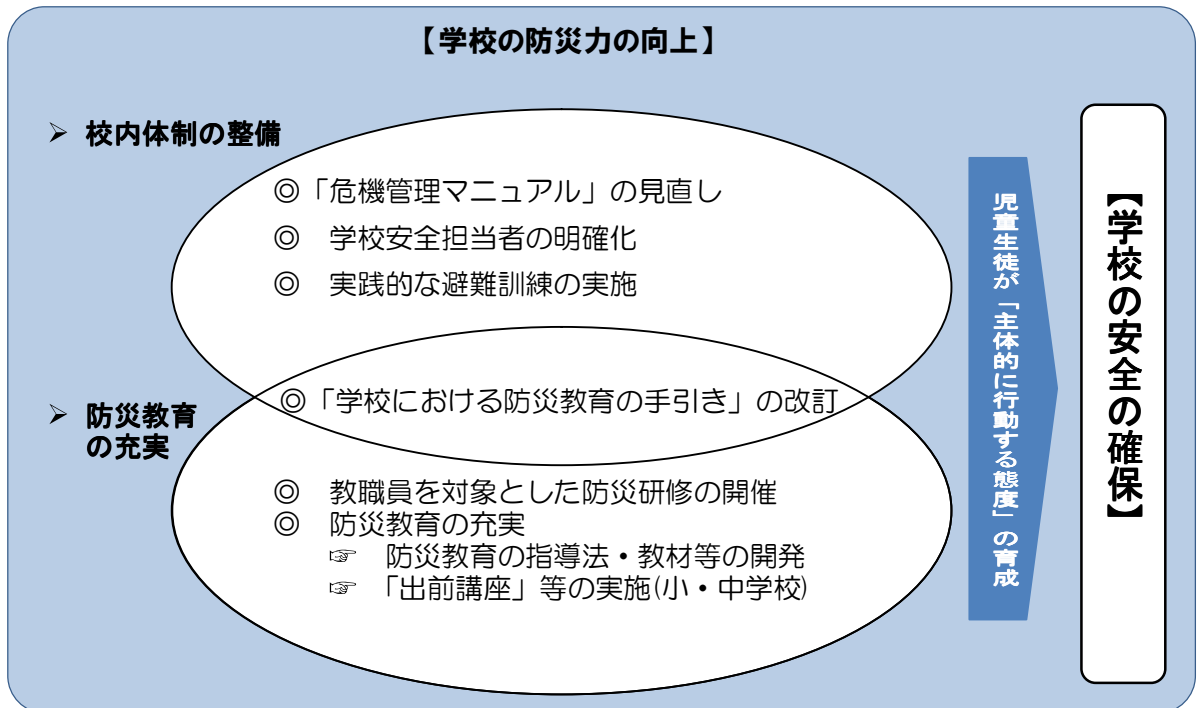 【学校の防災力の向上】
➢ 校内体制の整備
◎「危機管理マニュアル」の見直し
◎　学校安全担当者の明確化
◎　実践的な避難訓練の実施
◎「学校における防災教育の手引き」の改訂
➢ 防災教育
の充実
◎　教職員を対象とした防災研修の開催
◎　防災教育の充実
☞　防災教育の指導法・教材等の開発
☞　「出前講座」等の実施(小・中学校)
児童生徒が「主体的に行動する態度」の育成
【学校の安全の確保】